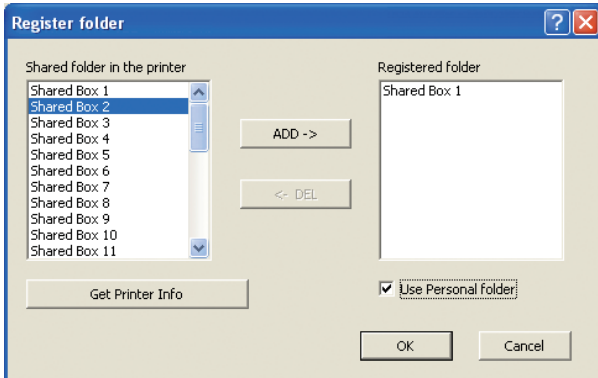 Register folder
Shared folder in the printer
Shared Box 1
Shared Box 2
Shared Box 3
Shared Box 4
Shared Box 5
Shared Box 6
Shared Box 7
Shared Box 8
Shared Box 9
Shared Box 10
Shared Box 11
ADD ->
<- DEL
Registered folder
Shared Box 1
Get Printer Info
Use Personal folder
OK
Cancel